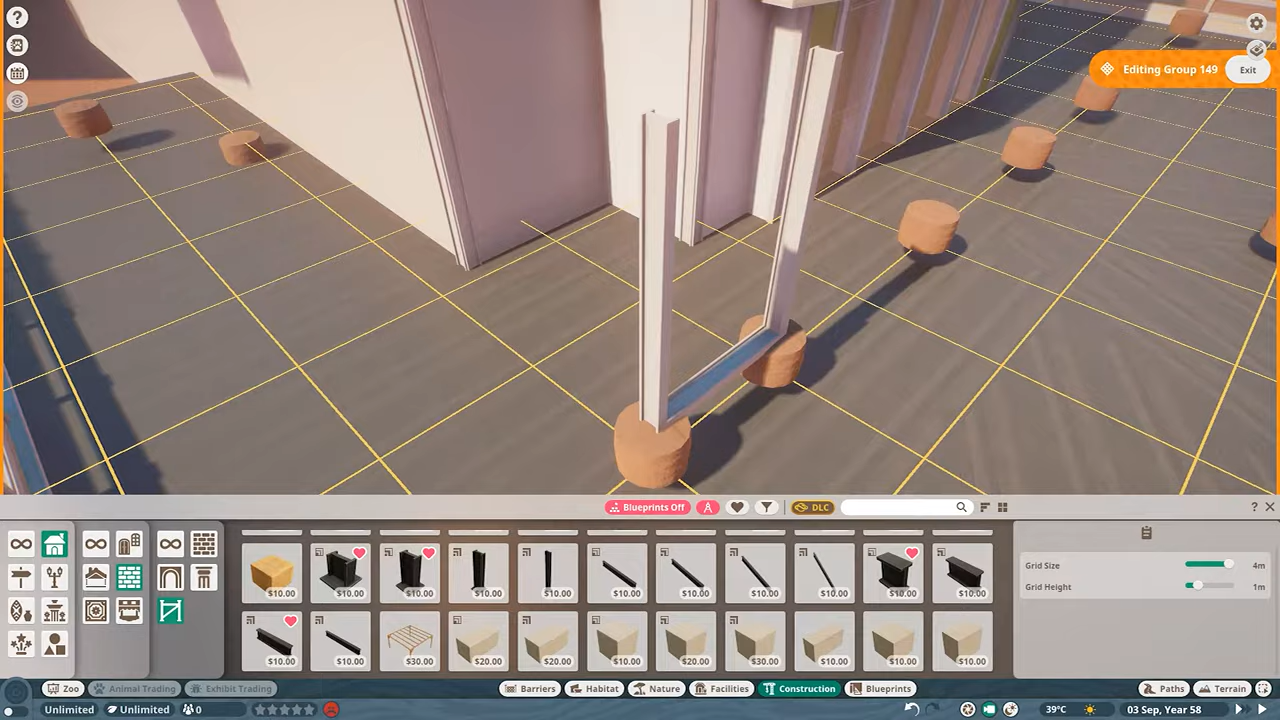 Editing Group 149
Exit
Blueprints Off
DLC
$10.00 $10.00 $10.00 $10.00 $10.00 $10.00 $10.00 $10.00 $10.00 $10.00 $10.00
$10.00 $10.00 $30.00 $20.00 $20.00 $10.00 $20.00 $30.00 $10.00 $10.00 $10.00
Grid Size 4m
Grid Height 1m
Zoo Animal Trading Exhibit Trading Barriers Habitat Nature Facilities Construction Blueprints Paths Terrain
Unlimited Unlimited 0 39°C 03 Sep, Year 58